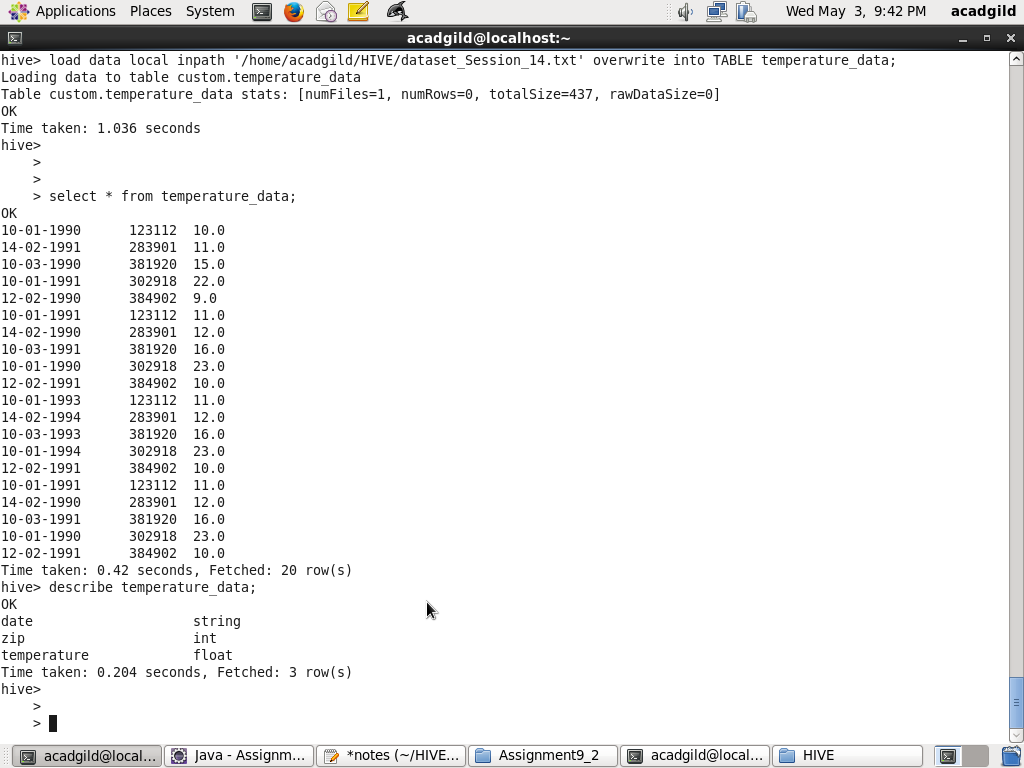 Applications Places System Wed May 3, 9:42 PM acadgild
acadgild@localhost:~
hive> load data local inpath '/home/acadgild/HIVE/dataset_Session_14.txt' overwrite into TABLE temperature_data;
Loading data to table custom.temperature_data
Table custom.temperature_data stats: [numFiles=1, numRows=0, totalSize=437, rawDataSize=0]
OK
Time taken: 1.036 seconds
hive>
    >
    >
    > select * from temperature_data;
OK
10-01-1990      123112  10.0
14-02-1991      283901  11.0
10-03-1990      381920  15.0
10-01-1991      302918  22.0
12-02-1990      384902  9.0
10-01-1991      123112  11.0
14-02-1990      283901  12.0
10-03-1991      381920  16.0
10-01-1990      302918  23.0
12-02-1991      384902  10.0
10-01-1993      123112  11.0
14-02-1994      283901  12.0
10-03-1993      381920  16.0
10-01-1994      302918  23.0
12-02-1991      384902  10.0
10-01-1991      123112  11.0
14-02-1990      283901  12.0
10-03-1991      381920  16.0
10-01-1990      302918  23.0
12-02-1991      384902  10.0
Time taken: 0.42 seconds, Fetched: 20 row(s)
hive> describe temperature_data;
OK
date                    string
zip                     int
temperature             float
Time taken: 0.204 seconds, Fetched: 3 row(s)
hive>
    >
    >
acadgild@local... Java - Assignm... *notes (~/HIVE... Assignment9_2 acadgild@local... HIVE